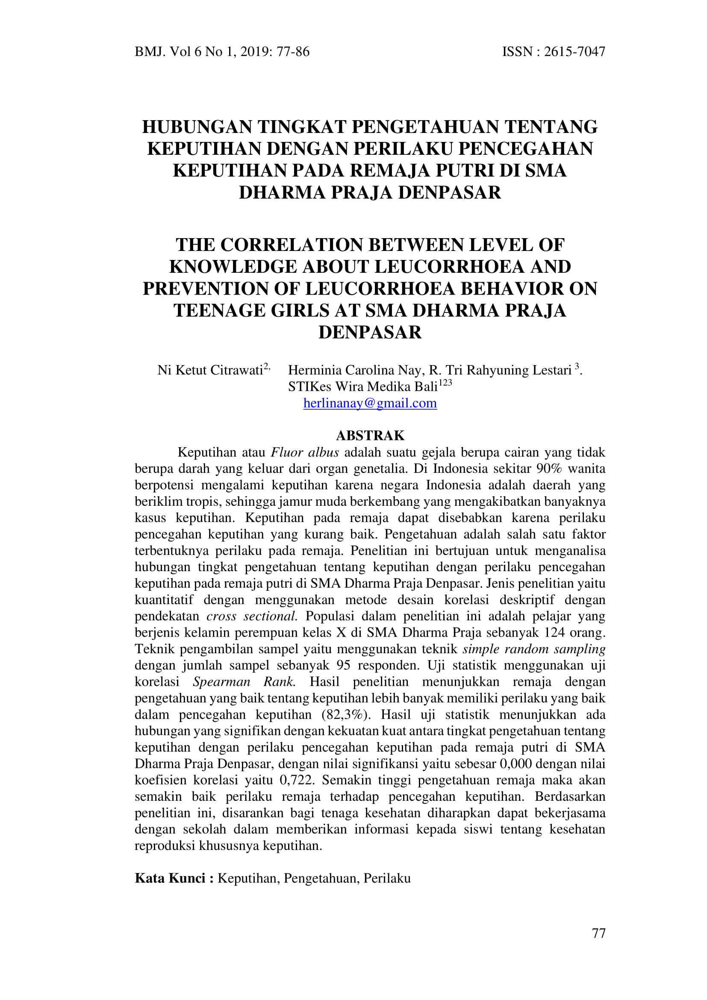 BMJ. Vol 6 No 1, 2019: 77-86 ISSN : 2615-7047
HUBUNGAN TINGKAT PENGETAHUAN TENTANG
KEPUTIHAN DENGAN PERILAKU PENCEGAHAN
KEPUTIHAN PADA REMAJA PUTRI DI SMA
DHARMA PRAJA DENPASAR
THE CORRELATION BETWEEN LEVEL OF
KNOWLEDGE ABOUT LEUCORRHOEA AND
PREVENTION OF LEUCORRHOEA BEHAVIOR ON
TEENAGE GIRLS AT SMA DHARMA PRAJA
DENPASAR
Ni Ketut Citrawati2, Herminia Carolina Nay, R. Tri Rahyuning Lestari 3.
STIKes Wira Medika Bali123
herlinanay@gmail.com
ABSTRAK
Keputihan atau Fluor albus adalah suatu gejala berupa cairan yang tidak
berupa darah yang keluar dari organ genetalia. Di Indonesia sekitar 90% wanita
berpotensi mengalami keputihan karena negara Indonesia adalah daerah yang
beriklim tropis, sehingga jamur muda berkembang yang mengakibatkan banyaknya
kasus keputihan. Keputihan pada remaja dapat disebabkan karena perilaku
pencegahan keputihan yang kurang baik. Pengetahuan adalah salah satu faktor
terbentuknya perilaku pada remaja. Penelitian ini bertujuan untuk menganalisa
hubungan tingkat pengetahuan tentang keputihan dengan perilaku pencegahan
keputihan pada remaja putri di SMA Dharma Praja Denpasar. Jenis penelitian yaitu
kuantitatif dengan menggunakan metode desain korelasi deskriptif dengan
pendekatan cross sectional. Populasi dalam penelitian ini adalah pelajar yang
berjenis kelamin perempuan kelas X di SMA Dharma Praja sebanyak 124 orang.
Teknik pengambilan sampel yaitu menggunakan teknik simple random sampling
dengan jumlah sampel sebanyak 95 responden. Uji statistik menggunakan uji
korelasi Spearman Rank. Hasil penelitian menunjukkan remaja dengan
pengetahuan yang baik tentang keputihan lebih banyak memiliki perilaku yang baik
dalam pencegahan keputihan (82,3%). Hasil uji statistik menunjukkan ada
hubungan yang signifikan dengan kekuatan kuat antara tingkat pengetahuan tentang
keputihan dengan perilaku pencegahan keputihan pada remaja putri di SMA
Dharma Praja Denpasar, dengan nilai signifikansi yaitu sebesar 0,000 dengan nilai
koefisien korelasi yaitu 0,722. Semakin tinggi pengetahuan remaja maka akan
semakin baik perilaku remaja terhadap pencegahan keputihan. Berdasarkan
penelitian ini, disarankan bagi tenaga kesehatan diharapkan dapat bekerjasama
dengan sekolah dalam memberikan informasi kepada siswi tentang kesehatan
reproduksi khususnya keputihan.
Kata Kunci : Keputihan, Pengetahuan, Perilaku
77